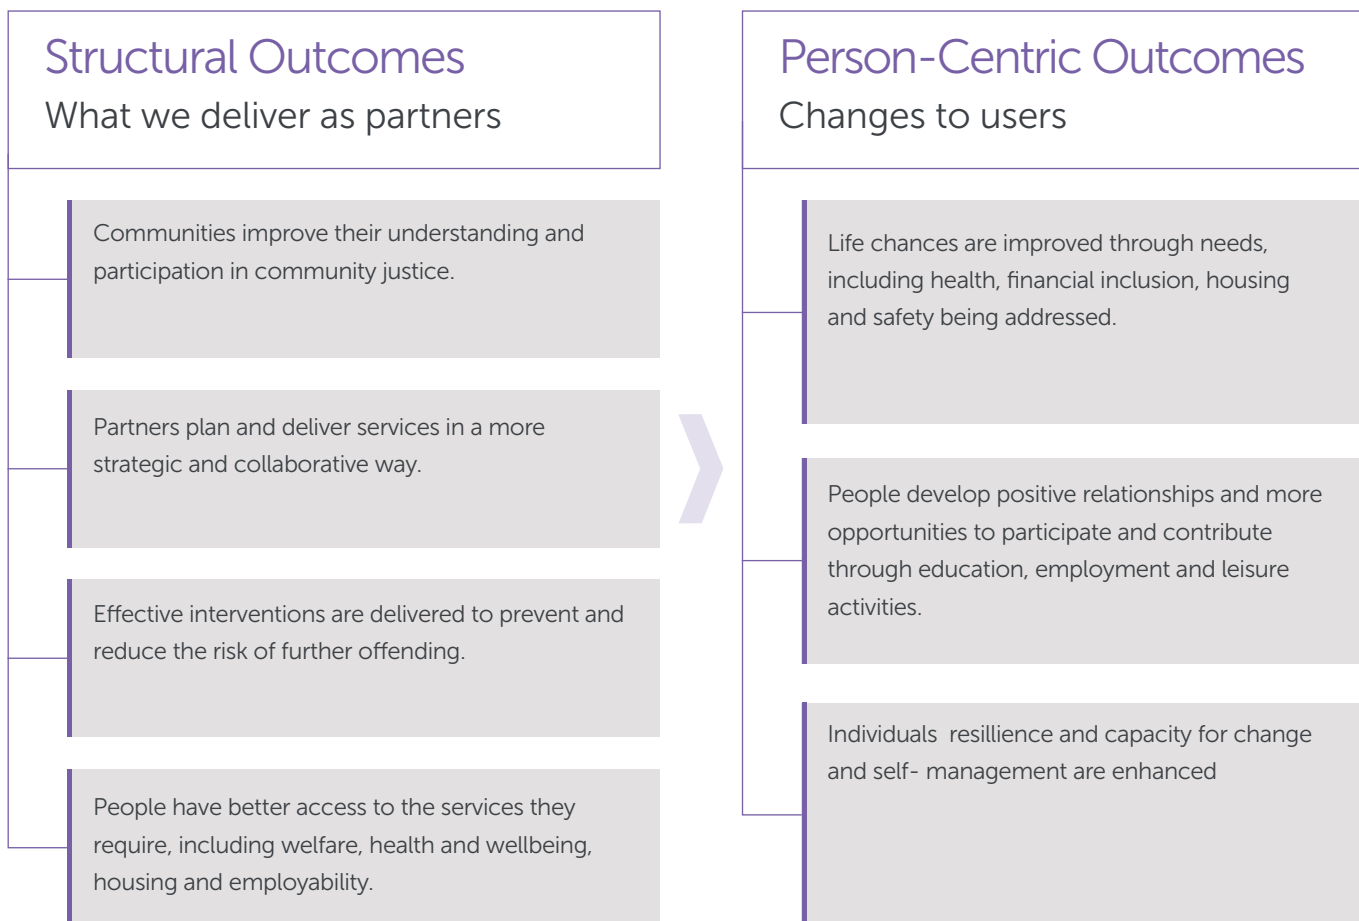 Structural Outcomes
What we deliver as partners
Communities improve their understanding and
participation in community justice.
Partners plan and deliver services in a more
strategic and collaborative way.
Effective interventions are delivered to prevent and
reduce the risk of further offending.
People have better access to the services they
require, including welfare, health and wellbeing,
housing and employability.
Person-Centric Outcomes
Changes to users
Life chances are improved through needs,
including health, financial inclusion, housing
and safety being addressed.
People develop positive relationships and more
opportunities to participate and contribute
through education, employment and leisure
activities.
Individuals  resillience and capacity for change
and self- management are enhanced